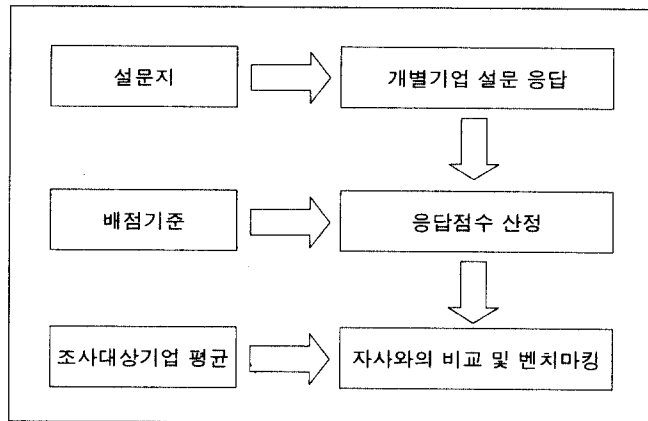 설문지
개별기업 설문 응답
배점기준
응답점수 산정
조사대상기업 평균
자사와의 비교 및 벤치마킹